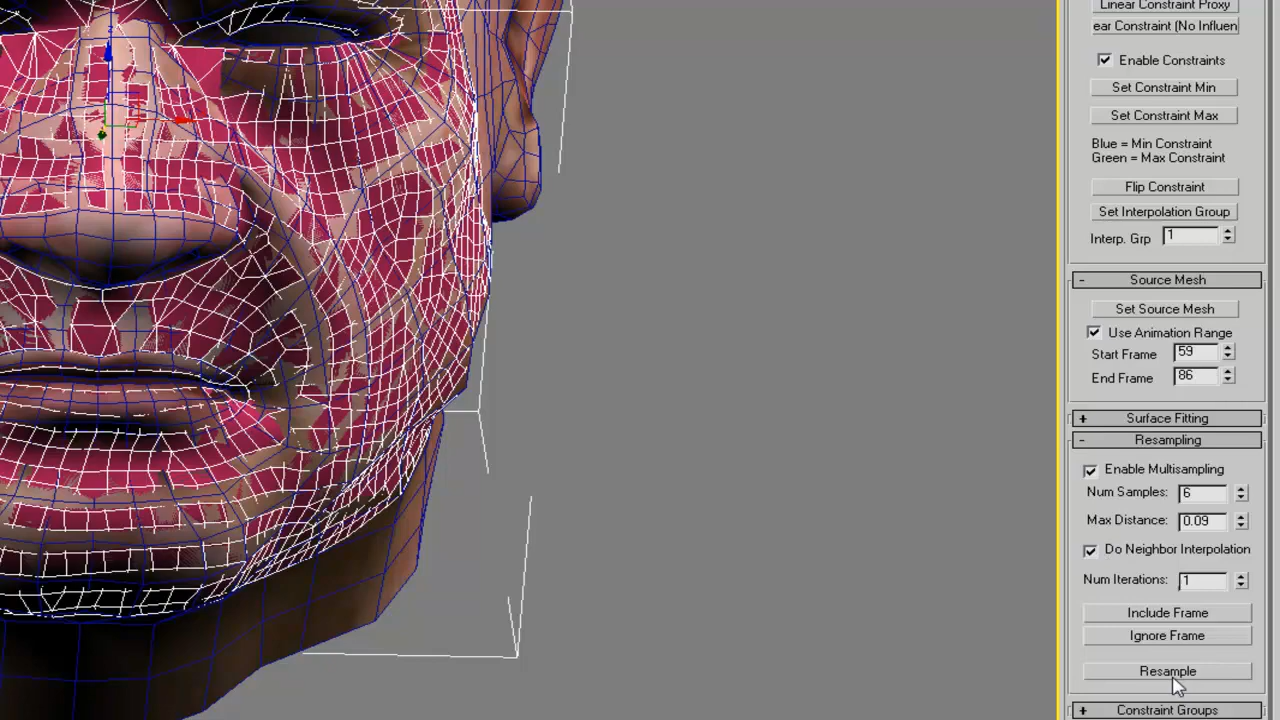 Linear Constraint Proxy
ear Constraint (No Influen
Enable Constraints
Set Constraint Min
Set Constraint Max
Blue = Min Constraint
Green = Max Constraint
Flip Constraint
Set Interpolation Group
Interp. Grp 1
- Source Mesh
Set Source Mesh
Use Animation Range
Start Frame 59
End Frame 86
+ Surface Fitting
- Resampling
Enable Multisampling
Num Samples: 6
Max Distance: 0.09
Do Neighbor Interpolation
Num Iterations: 1
Include Frame
Ignore Frame
Resample
+ Constraint Groups